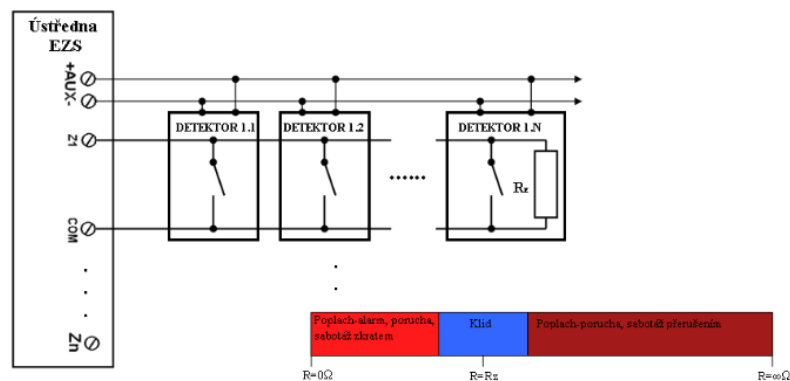 Ústředna
EZS
+AUX-
DETEKTOR 1.1
DETEKTOR 1.2
DETEKTOR 1.N
Z1
......
Rz
COM
Zn
Poplach-alarm, porucha,
sabotáž zkratem
Klid
Poplach-porucha, sabotáž přerušením
R=0Ω
R=Rz
R=∞Ω